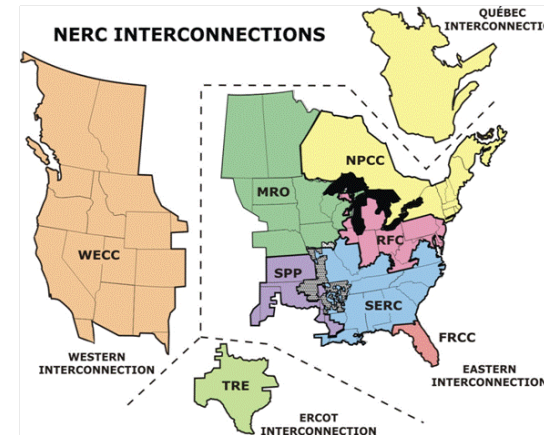 QUÉBEC
INTERCONNECTION
NERC INTERCONNECTIONS
NPCC
MRO
RFC
WECC
SPP
SERC
FRCC
WESTERN
INTERCONNECTION
EASTERN
INTERCONNECTION
TRE
ERCOT
INTERCONNECTION